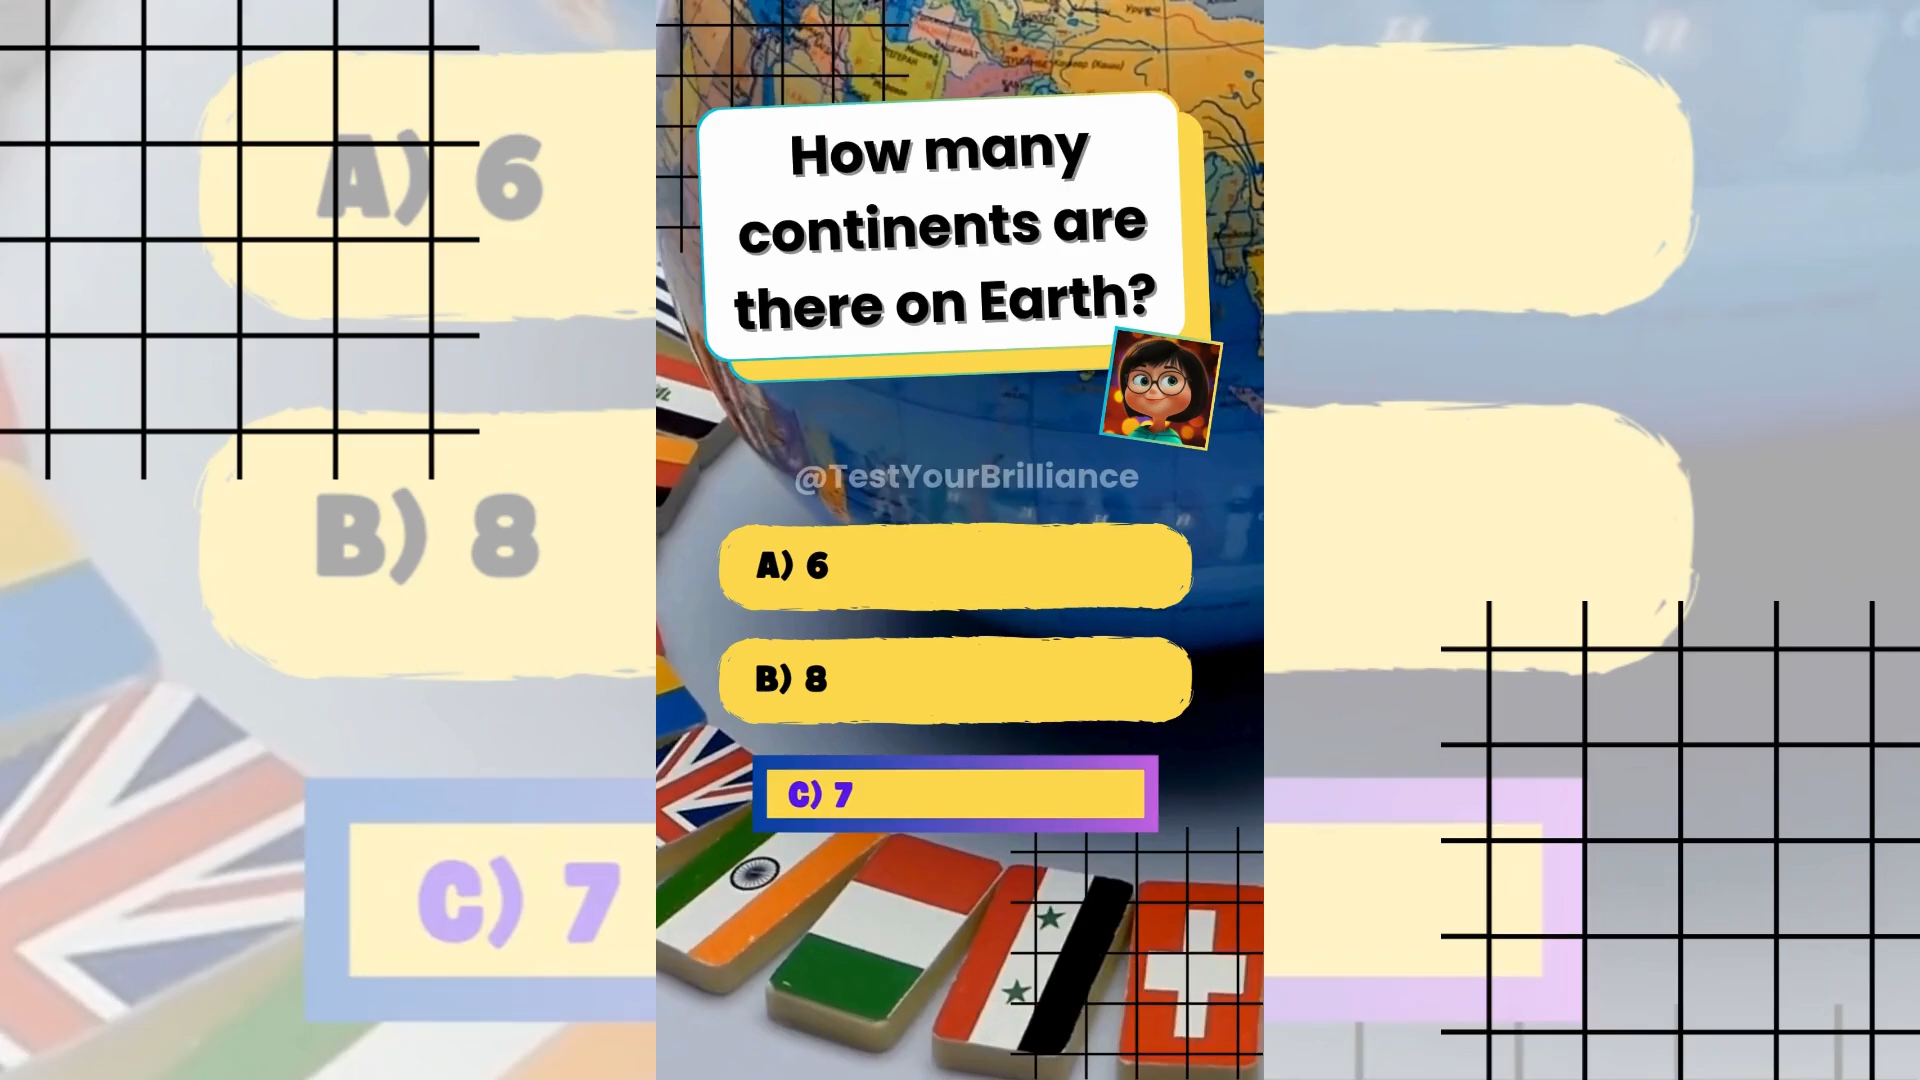 How many
continents are
there on Earth?
@TestYourBrilliance
A) 6
B) 8
C) 7
A) 6
B) 8
C) 7